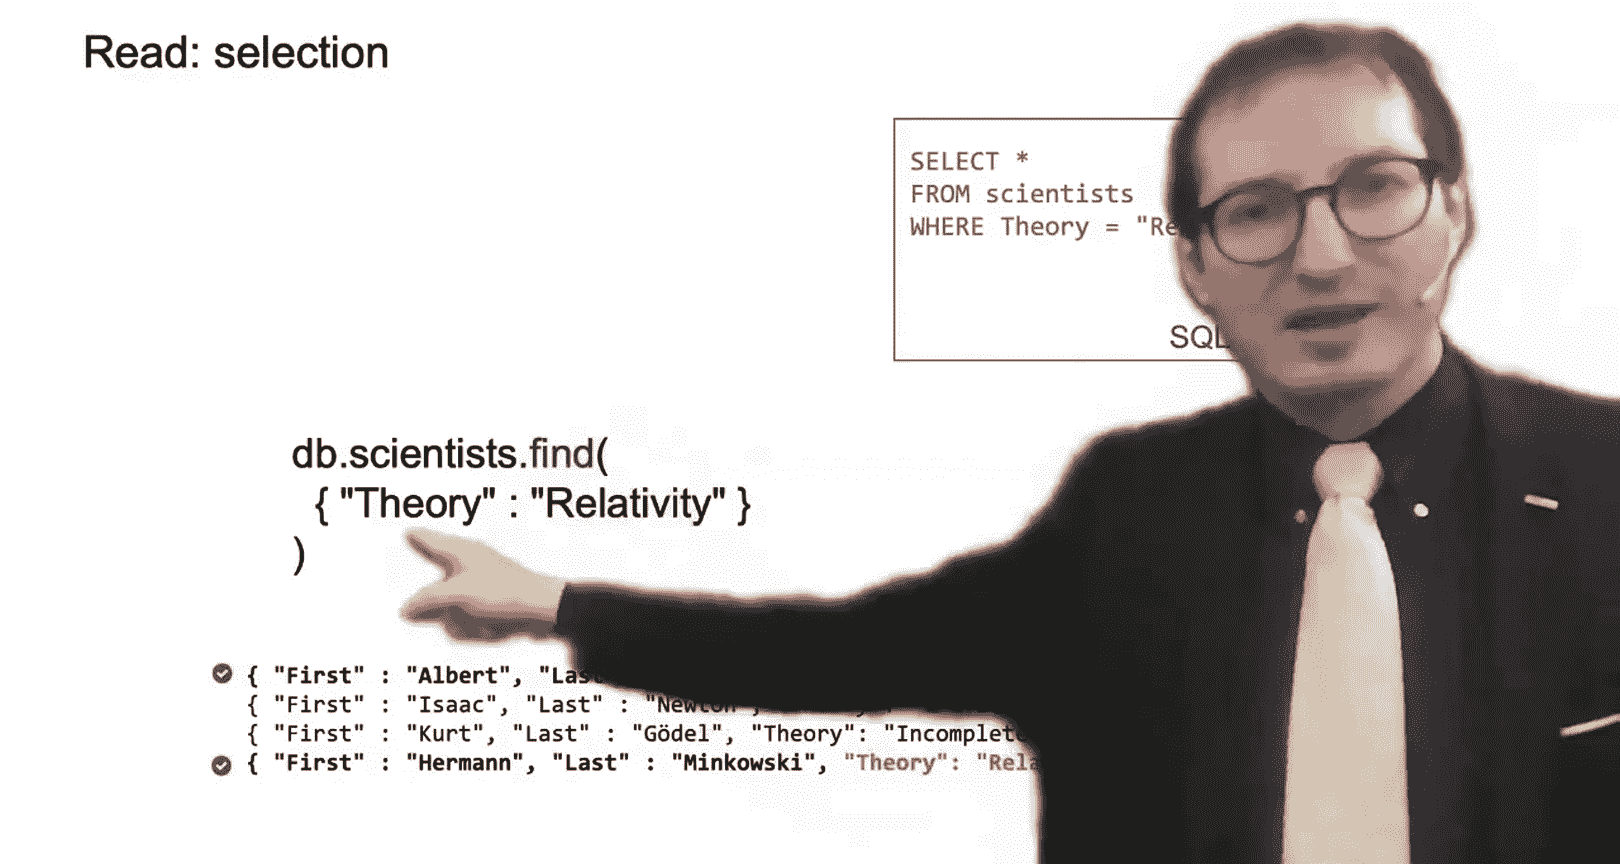 Read: selection
SELECT *
FROM scientists
WHERE Theory = "Re
SQL
db.scientists.find(
{ "Theory" : "Relativity" }
)
{ "First" : "Albert", "Las
{ "First" : "Isaac", "Last" : "Newton",
{ "First" : "Kurt", "Last" : "Gödel", "Theory": "Incomplet
{ "First" : "Hermann", "Last" : "Minkowski", "Theory": "Rela